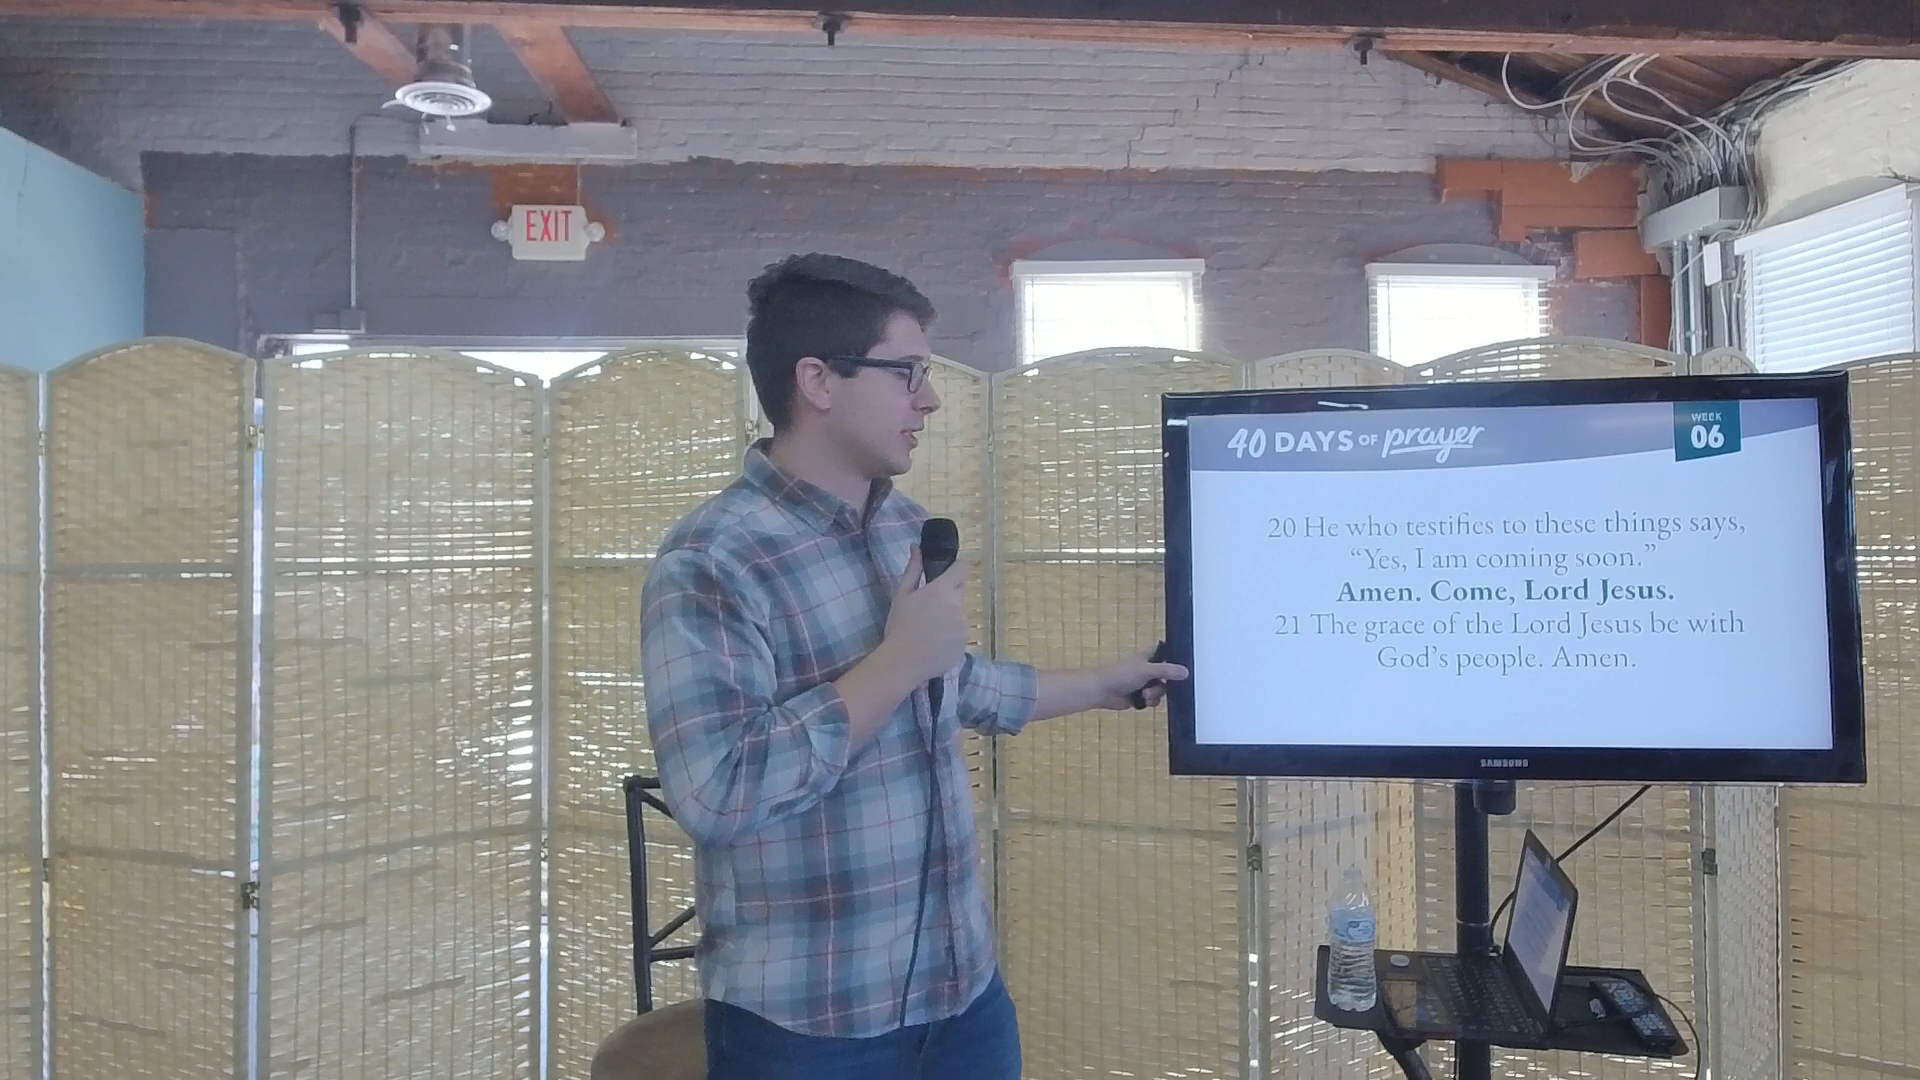 EXIT
40 DAYS OF prayer
WEEK
06
20 He who testifies to these things says,
“Yes, I am coming soon.”
Amen. Come, Lord Jesus.
21 The grace of the Lord Jesus be with
God’s people. Amen.
SAMSUNG